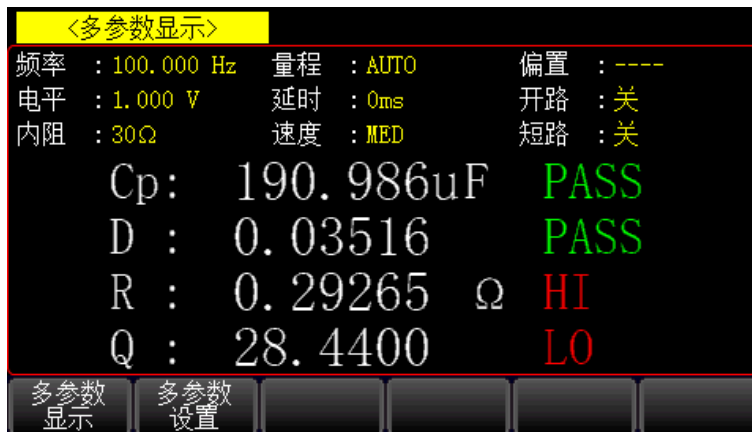 <多参数显示>
频率 :100.000 Hz 量程 :AUTO 偏置 :----
电平 :1.000 V 延时 :0ms 开路 :关
内阻 :30Ω 速度 :MED 短路 :关
Cp: 190.986uF PASS
D : 0.03516 PASS
R : 0.29265 Ω HI
Q : 28.4400 LO
多参数 多参数
显示 设置